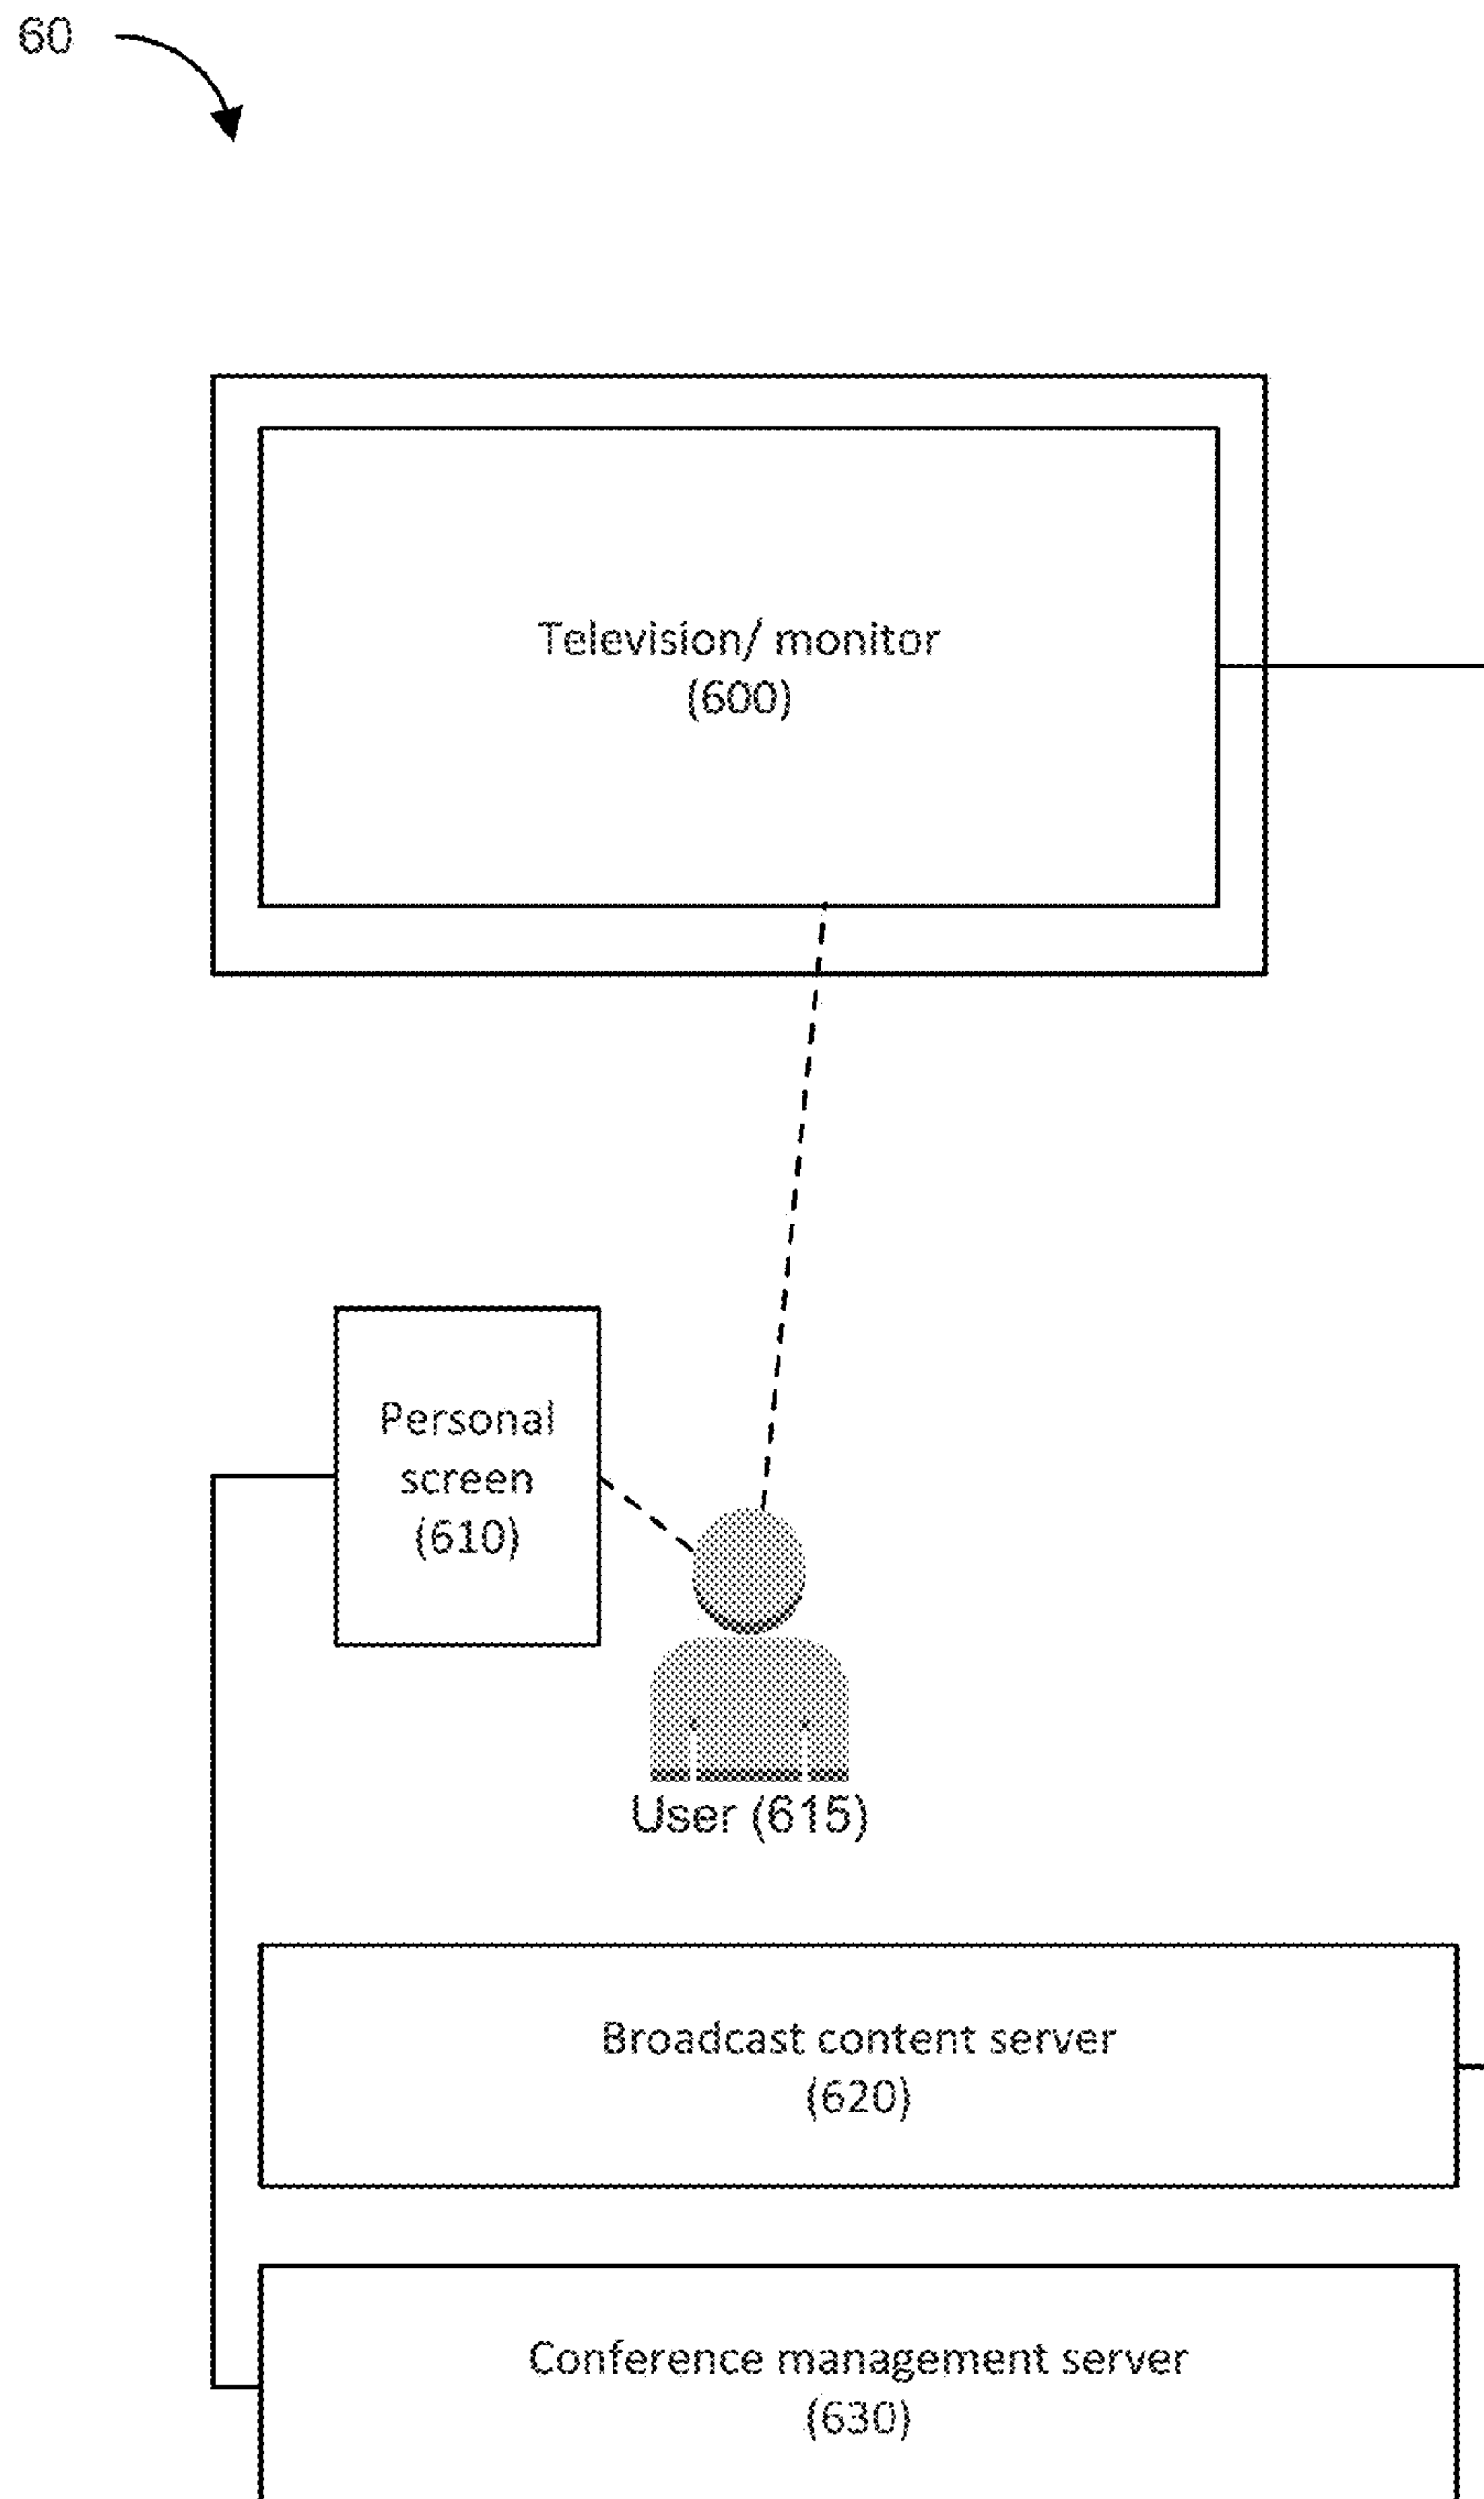 60
Television/ monitor
(600)
Personal
screen
(610)
User (615)
Broadcast content server
(620)
Conference management server
(630)